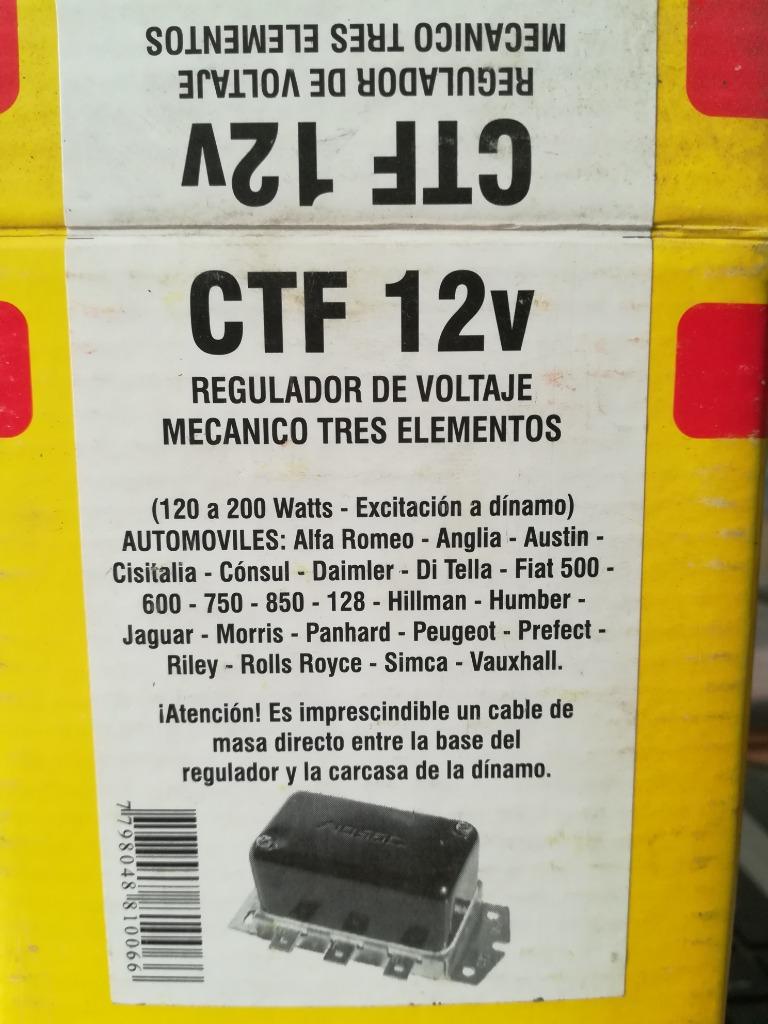 MECANICO TRES ELEMENTOS
REGULADOR DE VOLTAJE
CTF 12v
CTF 12v
REGULADOR DE VOLTAJE
MECANICO TRES ELEMENTOS
(120 a 200 Watts - Excitación a dínamo)
AUTOMOVILES: Alfa Romeo - Anglia - Austin -
Cisitalia - Cónsul - Daimler - Di Tella - Fiat 500 -
600 - 750 - 850 - 128 - Hillman - Humber -
Jaguar - Morris - Panhard - Peugeot - Prefect -
Riley - Rolls Royce - Simca - Vauxhall.
¡Atención! Es imprescindible un cable de
masa directo entre la base del
regulador y la carcasa de la dínamo.
7 798048 810066